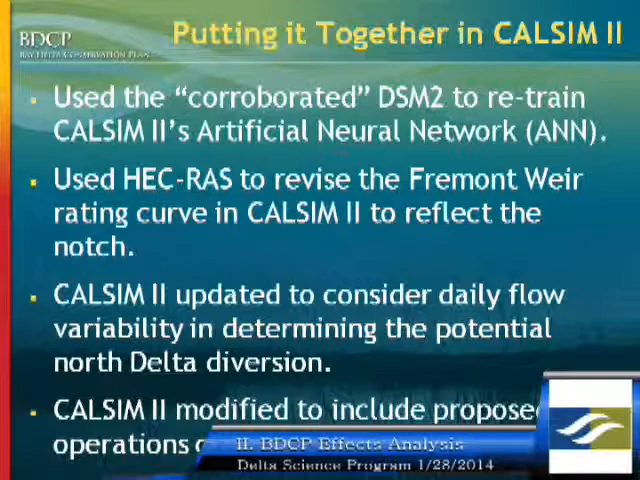 BDCP
BAY DELTA CONSERVATION PLAN
Putting it Together in CALSIM II
Used the “corroborated” DSM2 to re-train
CALSIM II’s Artificial Neural Network (ANN).
Used HEC-RAS to revise the Fremont Weir
rating curve in CALSIM II to reflect the
notch.
CALSIM II updated to consider daily flow
variability in determining the potential
north Delta diversion.
CALSIM II modified to include
operations
II. BDCP Effects Analysis
Delta Science Program 1/28/2014